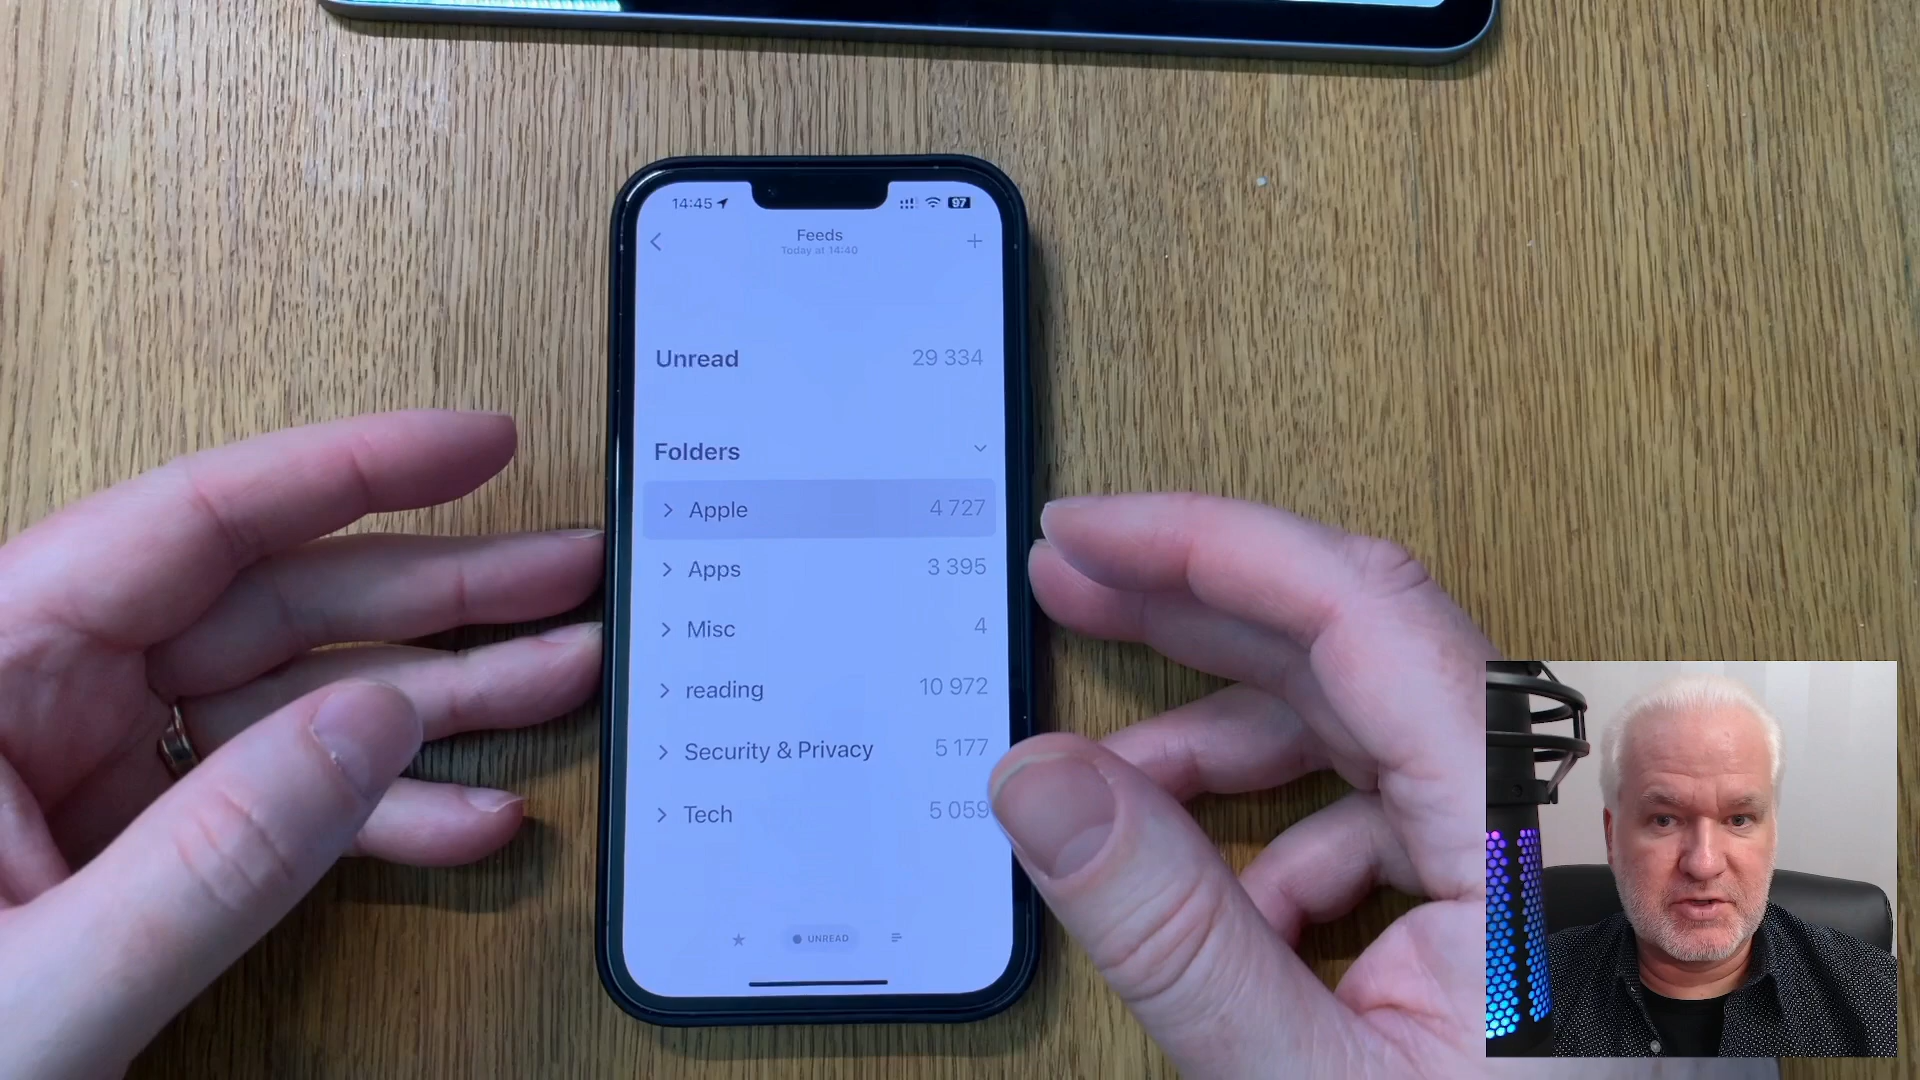 14:45
97
Feeds
Today at 14:40
Unread 29 334
Folders
Apple 4 727
Apps 3 395
Misc 4
reading 10 972
Security & Privacy 5 177
Tech 5 059
UNREAD